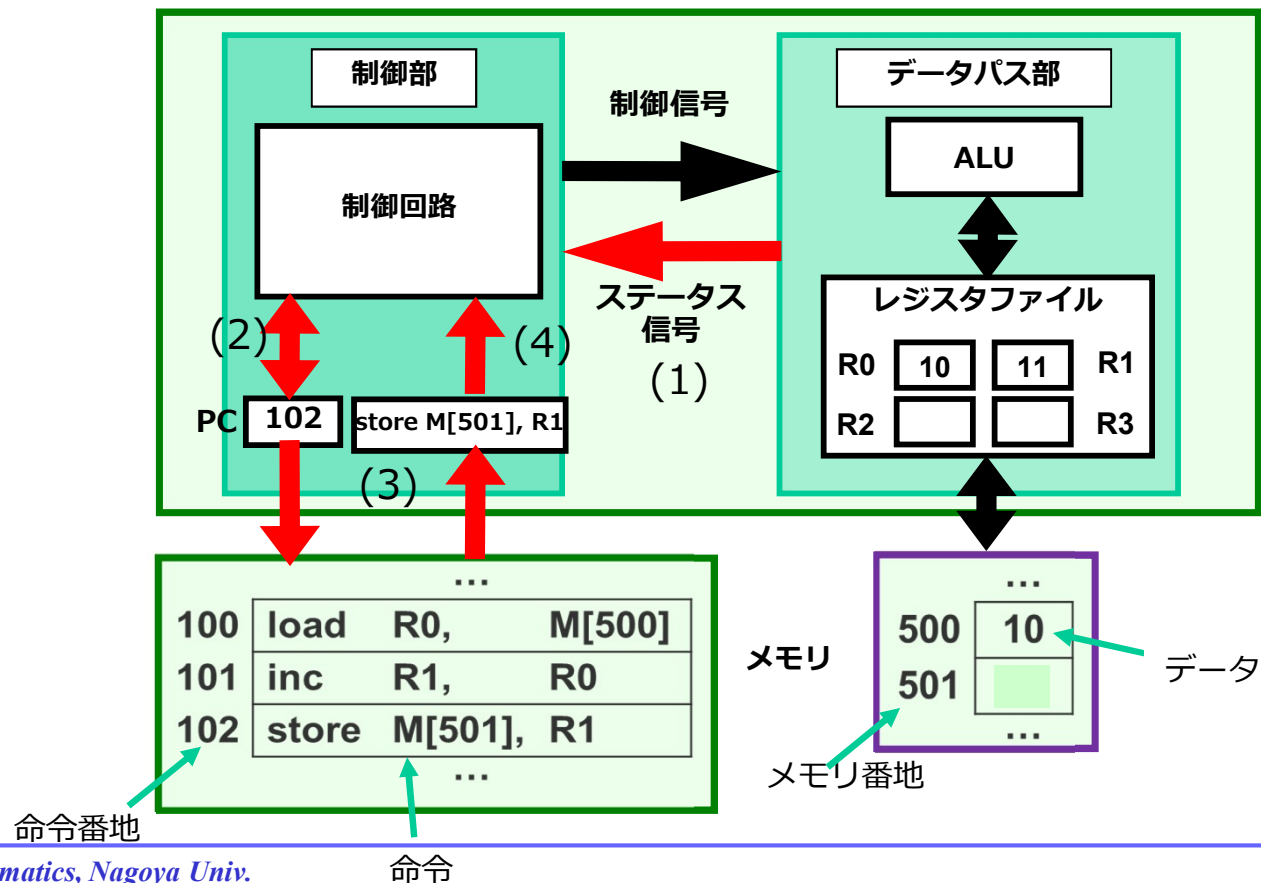 制御部
データパス部
制御信号
ALU
制御回路
ステータス
信号
(1)
レジスタファイル
R0 10 11 R1
R2 R3
(2)
(4)
PC 102 store M[501], R1
(3)
...
100 load R0, M[500]
101 inc R1, R0
102 store M[501], R1
...
メモリ
...
500 10
501
...
データ
メモリ番地
命令番地
命令
matics, Nagoya Univ.